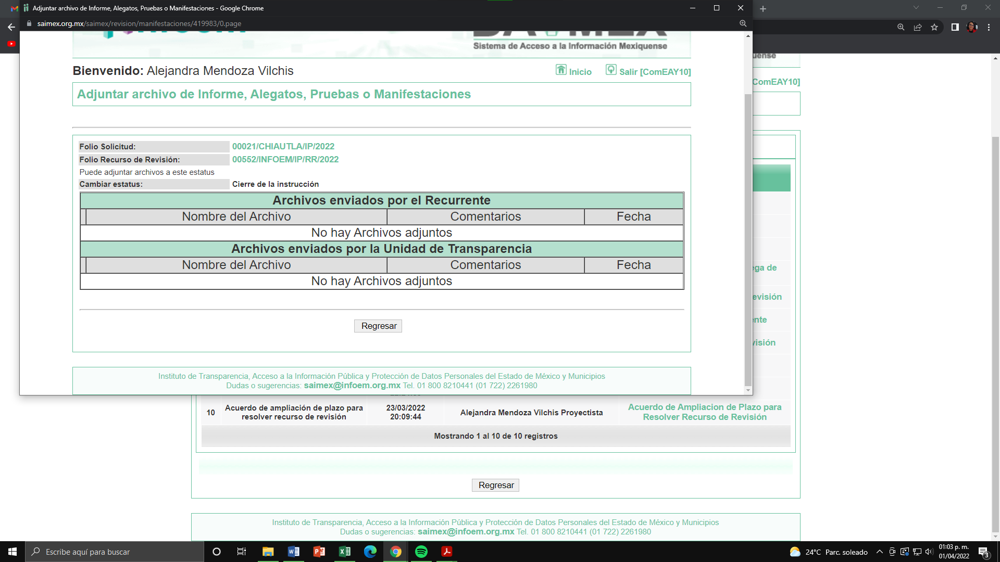 Adjuntar archivo de Informe, Alegatos, Pruebas o Manifestaciones - Google Chrome
saimex.org.mx/saimex/revision/manifestaciones/419983/0.page
Sistema de Acceso a la Información Mexiquense
Bienvenido: Alejandra Mendoza Vilchis
Inicio
Salir [ComEAY10]
Adjuntar archivo de Informe, Alegatos, Pruebas o Manifestaciones
Folio Solicitud: 00021/CHIAUTLA/IP/2022
Folio Recurso de Revisión: 00552/INFOEM/IP/RR/2022
Puede adjuntar archivos a este estatus
Cambiar estatus: Cierre de la instrucción
Archivos enviados por el Recurrente
Nombre del Archivo Comentarios Fecha
No hay Archivos adjuntos
Archivos enviados por la Unidad de Transparencia
Nombre del Archivo Comentarios Fecha
No hay Archivos adjuntos
Regresar
Instituto de Transparencia, Acceso a la Información Pública y Protección de Datos Personales del Estado de México y Municipios
Dudas o sugerencias: saimex@infoem.org.mx Tel. 01 800 8210441 (01 722) 2261980
ComEAY10]
ega de
evisión
ente
visión
10 Acuerdo de ampliación de plazo para resolver recurso de revisión 23/03/2022 20:09:44 Alejandra Mendoza Vilchis Proyectista Acuerdo de Ampliacion de Plazo para Resolver Recurso de Revisión
Mostrando 1 al 10 de 10 registros
Regresar
Instituto de Transparencia, Acceso a la Información Pública y Protección de Datos Personales del Estado de México y Municipios
Dudas o sugerencias: saimex@infoem.org.mx Tel. 01 800 8210441 (01 722) 2261980
Escribe aquí para buscar
24°C Parc. soleado
01:03 p. m.
01/04/2022
3